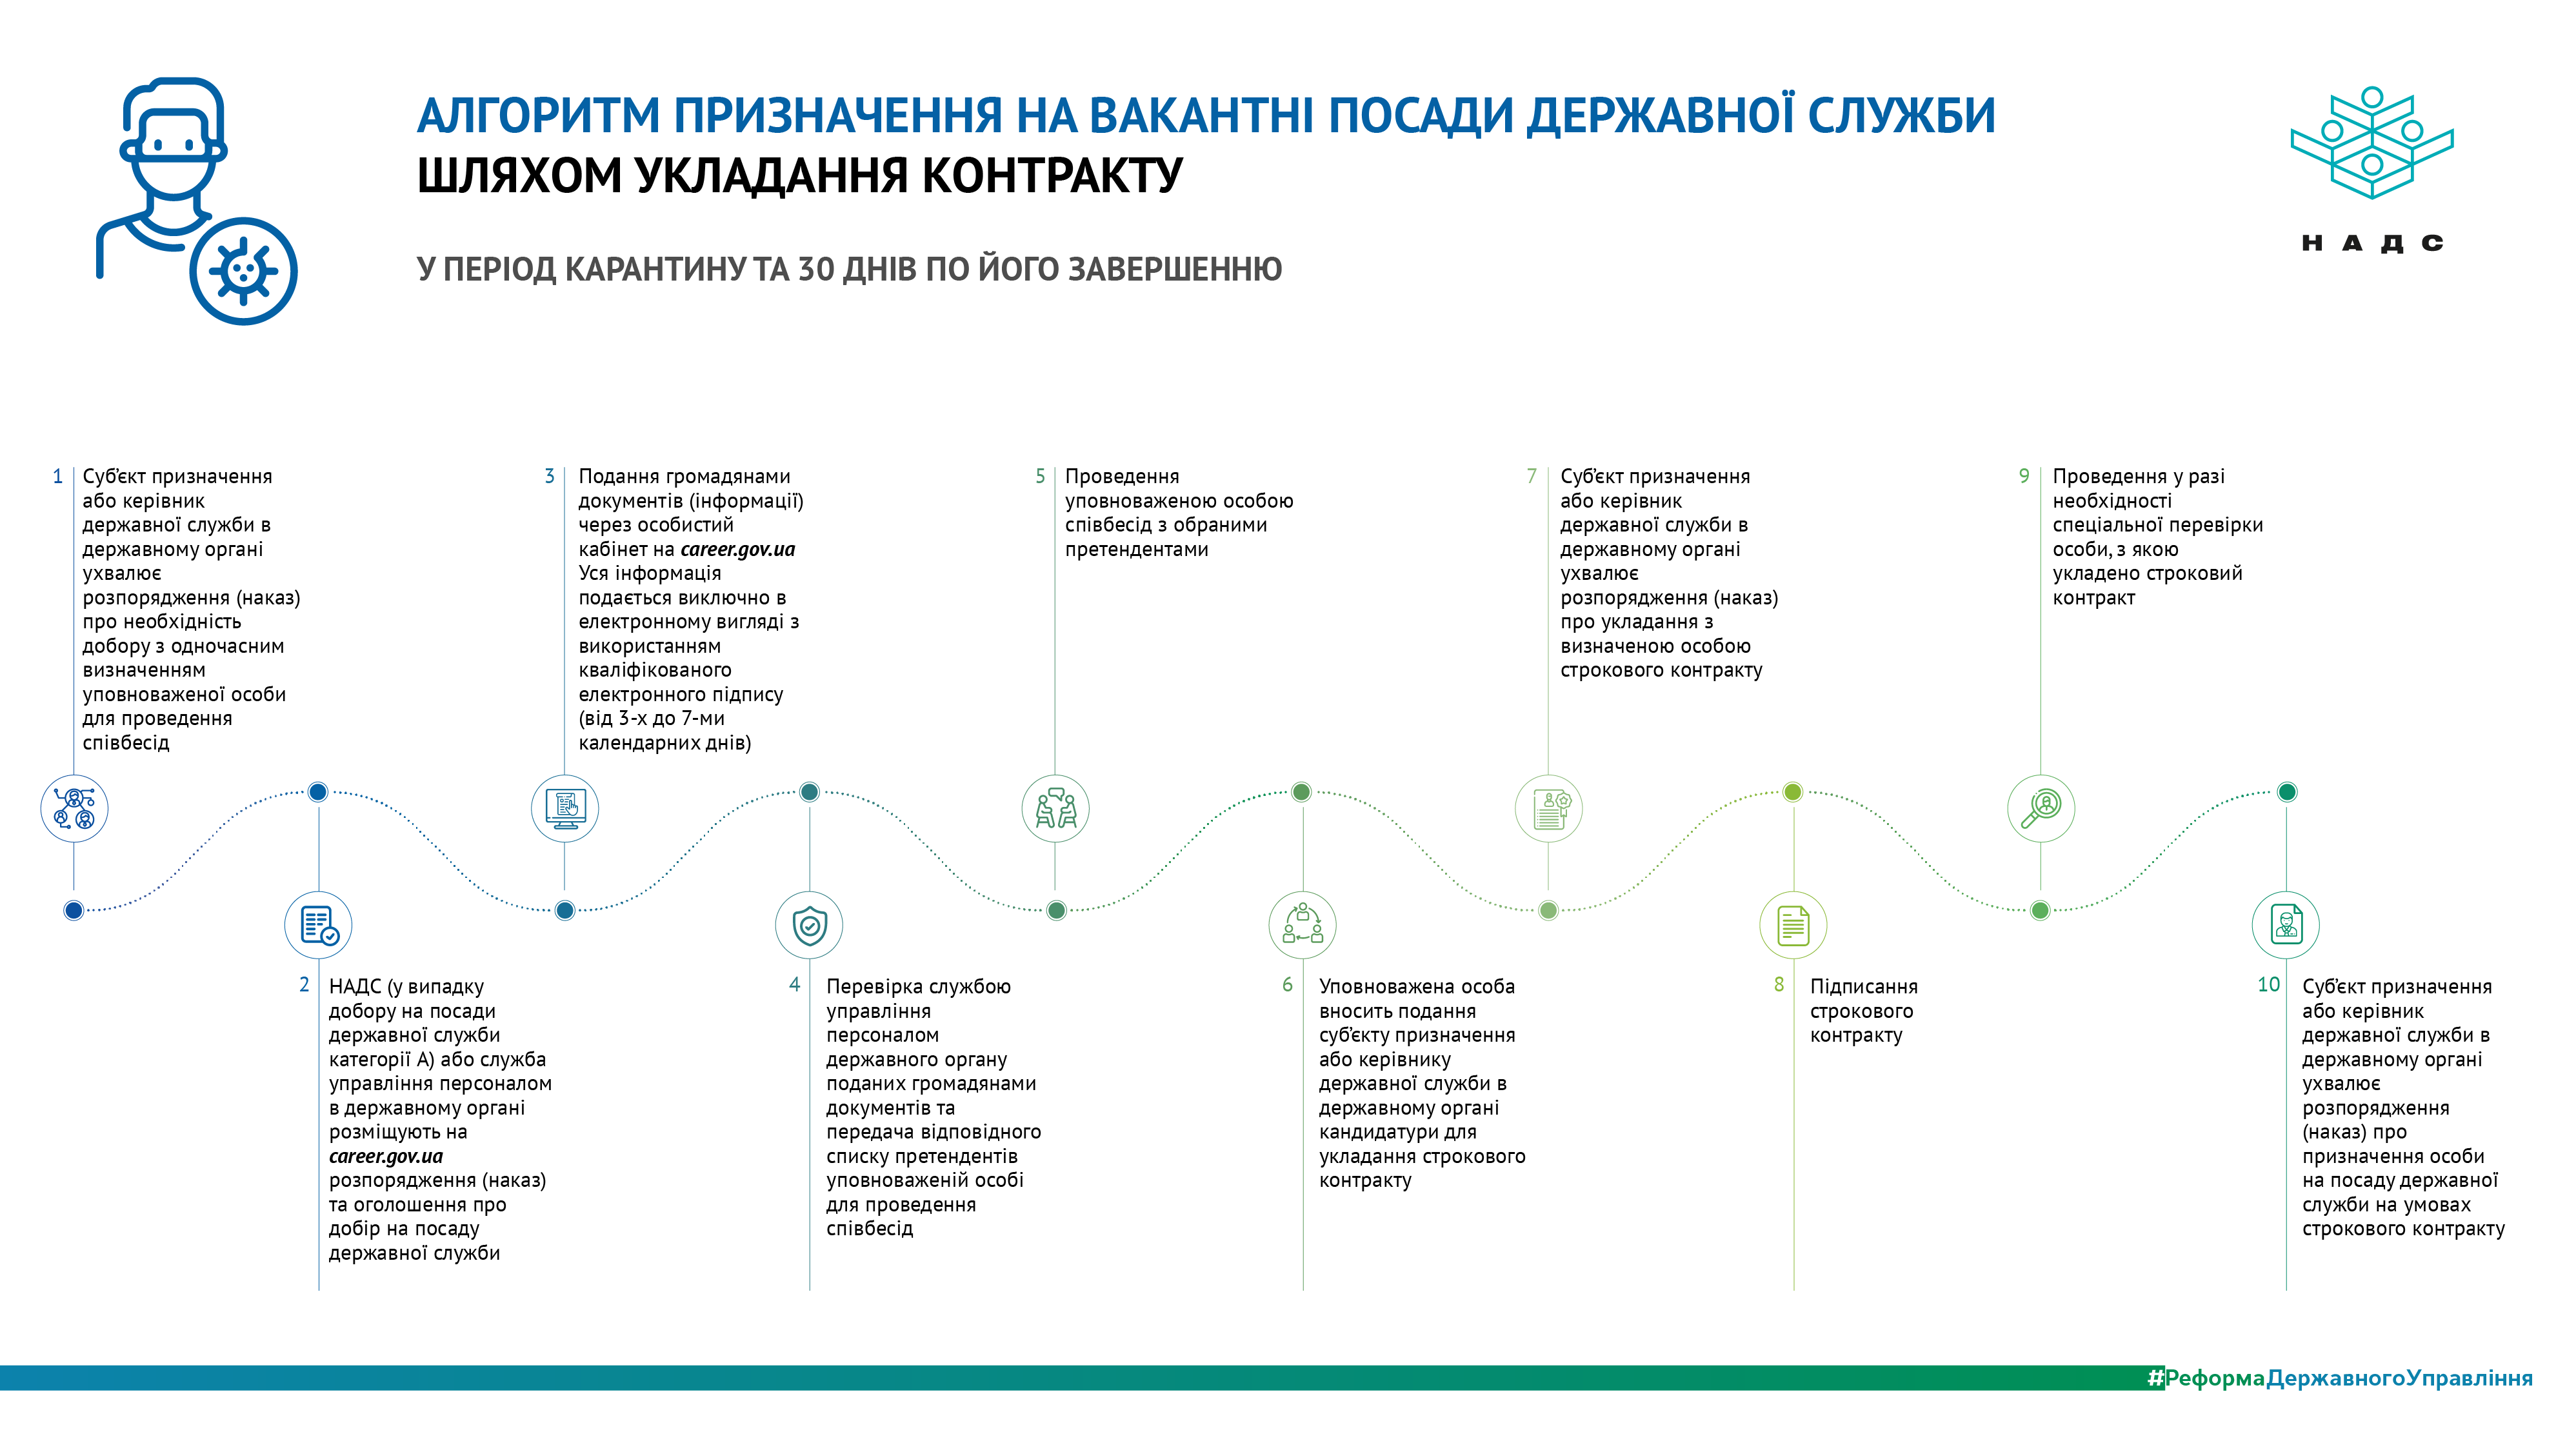 АЛГОРИТМ ПРИЗНАЧЕННЯ НА ВАКАНТНІ ПОСАДИ ДЕРЖАВНОЇ СЛУЖБИ
ШЛЯХОМ УКЛАДАННЯ КОНТРАКТУ
У ПЕРІОД КАРАНТИНУ ТА 30 ДНІВ ПО ЙОГО ЗАВЕРШЕННЮ
НАДС
1
Суб’єкт призначення
або керівник
державної служби в
державному органі
ухвалює
розпорядження (наказ)
про необхідність
добору з одночасним
визначенням
уповноваженої особи
для проведення
співбесід
2
НАДС (у випадку
добору на посади
державної служби
категорії А) або служба
управління персоналом
в державному органі
розміщують на
career.gov.ua
розпорядження (наказ)
та оголошення про
добір на посаду
державної служби
3
Подання громадянами
документів (інформації)
через особистий
кабінет на career.gov.ua
Уся інформація
подається виключно в
електронному вигляді з
використанням
кваліфікованого
електронного підпису
(від 3-х до 7-ми
календарних днів)
4
Перевірка службою
управління
персоналом
державного органу
поданих громадянами
документів та
передача відповідного
списку претендентів
уповноваженій особі
для проведення
співбесід
5
Проведення
уповноваженою особою
співбесід з обраними
претендентами
6
Уповноважена особа
вносить подання
суб’єкту призначення
або керівнику
державної служби в
державному органі
кандидатури для
укладання строкового
контракту
7
Суб’єкт призначення
або керівник
державної служби в
державному органі
ухвалює
розпорядження (наказ)
про укладання з
визначеною особою
строкового контракту
8
Підписання
строкового
контракту
9
Проведення у разі
необхідності
спеціальної перевірки
особи, з якою
укладено строковий
контракт
10
Суб’єкт призначення
або керівник
державної служби в
державному органі
ухвалює
розпорядження
(наказ) про
призначення особи
на посаду державної
служби на умовах
строкового контракту
#РеформаДержавногоУправління